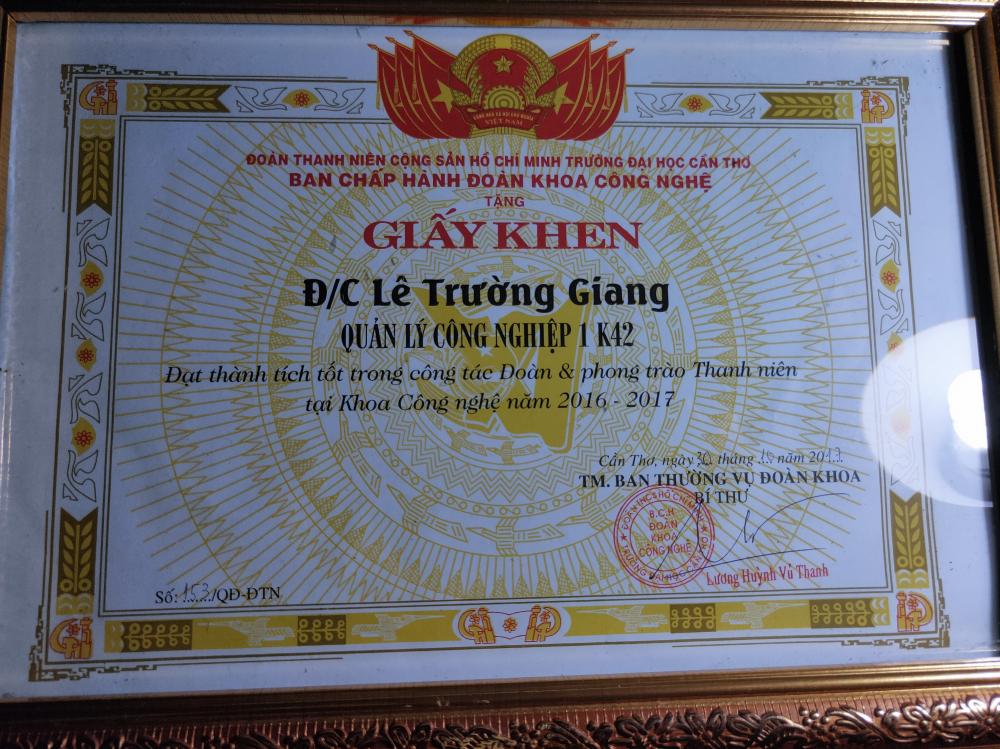 CỘNG HÒA XÃ HỘI CHỦ NGHĨA
VIỆT NAM
ĐOÀN THANH NIÊN CỘNG SẢN HỒ CHÍ MINH TRƯỜNG ĐẠI HỌC CẦN THƠ
BAN CHẤP HÀNH ĐOÀN KHOA CÔNG NGHỆ
TẶNG
GIẤY KHEN
Đ/C Lê Trường Giang
QUẢN LÝ CÔNG NGHIỆP 1 K42
Đạt thành tích tốt trong công tác Đoàn & phong trào Thanh niên
tại Khoa Công nghệ năm 2016 - 2017
Cần Thơ, ngày 30 tháng năm 2017
TM. BAN THƯỜNG VỤ ĐOÀN KHOA
BÍ THƯ
ĐOÀN TNCS HỒ CHÍ MINH
B.C.H
ĐOÀN
KHOA
CÔNG NGHỆ
TRƯỜNG ĐẠI HỌC CẦN THƠ
Lương Huỳnh Vũ Thanh
Số: 153/QĐ-ĐTN